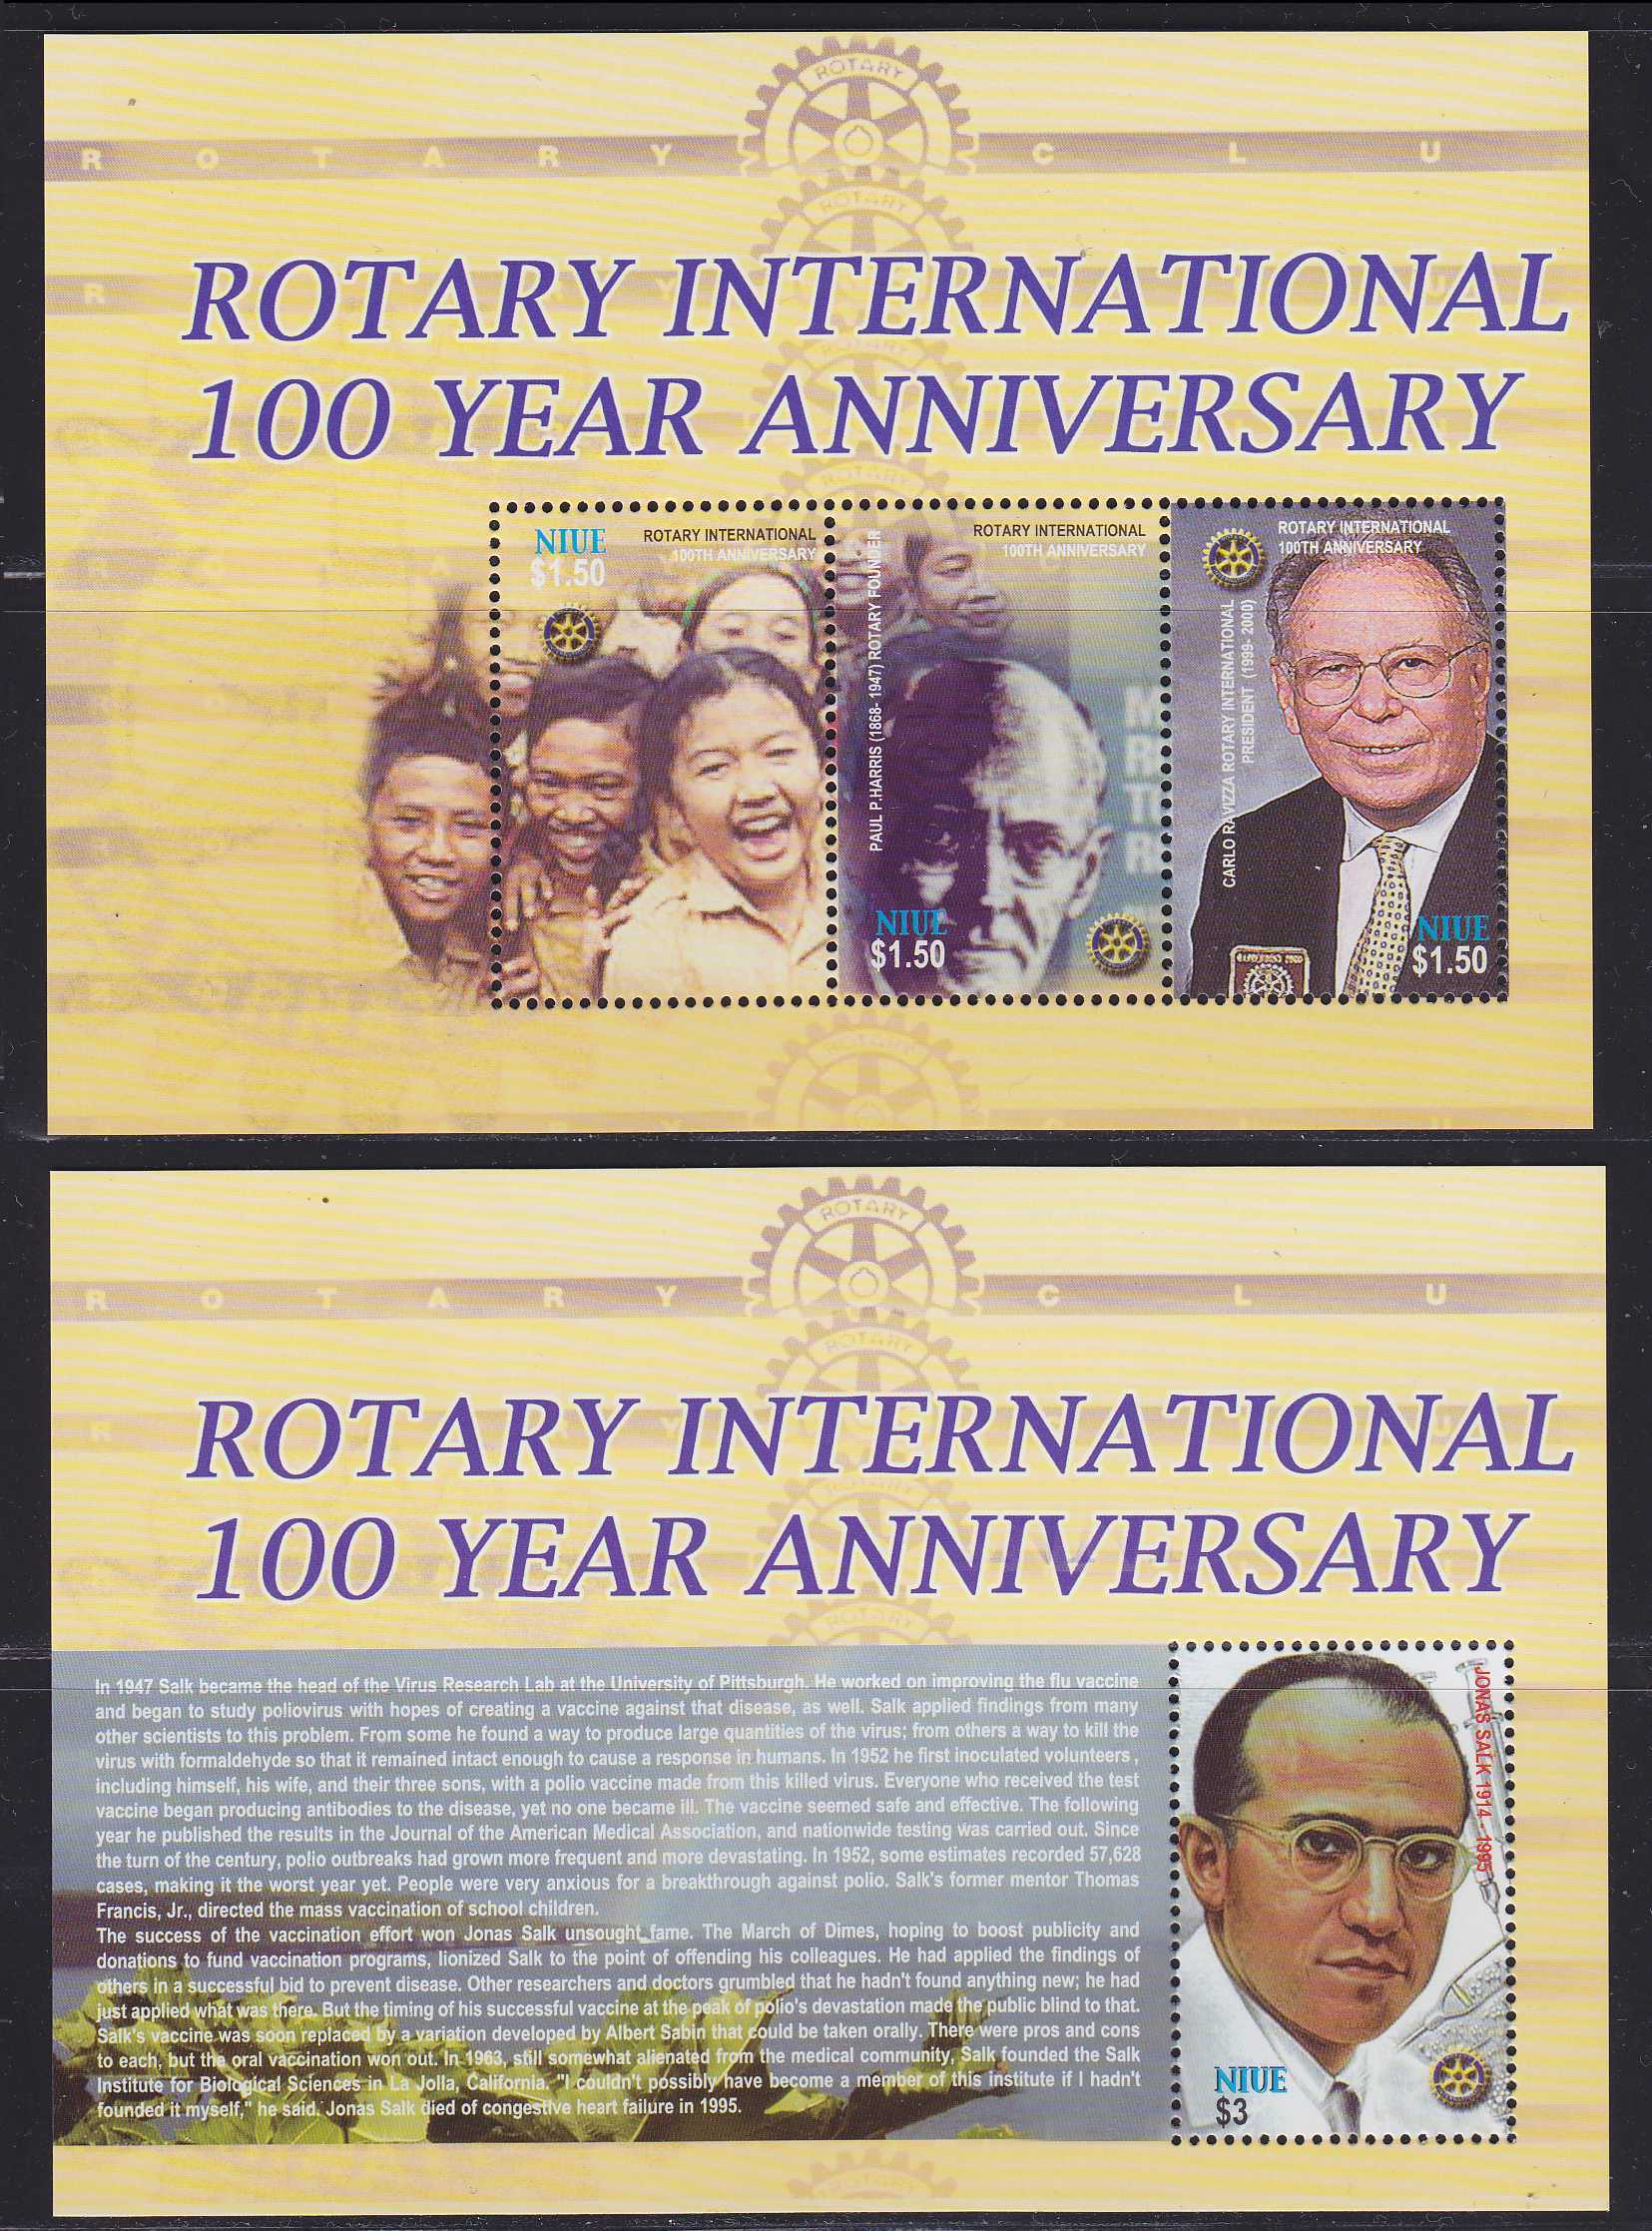 ROTARY
R O T A R Y C L U
ROTARY
ROTARY INTERNATIONAL
100 YEAR ANNIVERSARY
ROTARY
NIUE
$1.50
ROTARY INTERNATIONAL
100TH ANNIVERSARY
ROTARY INTERNATIONAL
100TH ANNIVERSARY
PAUL P.HARRIS (1868-1947) ROTARY FOUNDER
NIUE
$1.50
ROTARY INTERNATIONAL
100TH ANNIVERSARY
CARLO RAVIZZA ROTARY INTERNATIONAL
PRESIDENT (1999-2000)
NIUE
$1.50
ROTARY
ROTARY
R O T A R Y C L U
ROTARY
ROTARY INTERNATIONAL
100 YEAR ANNIVERSARY
ROTARY
In 1947 Salk became the head of the Virus Research Lab at the University of Pittsburgh. He worked on improving the flu vaccine
and began to study poliovirus with hopes of creating a vaccine against that disease, as well. Salk applied findings from many
other scientists to this problem. From some he found a way to produce large quantities of the virus; from others a way to kill the
virus with formaldehyde so that it remained intact enough to cause a response in humans. In 1952 he first inoculated volunteers ,
including himself, his wife, and their three sons, with a polio vaccine made from this killed virus. Everyone who received the test
vaccine began producing antibodies to the disease, yet no one became ill. The vaccine seemed safe and effective. The following
year he published the results in the Journal of the American Medical Association, and nationwide testing was carried out. Since
the turn of the century, polio outbreaks had grown more frequent and more devastating. In 1952, some estimates recorded 57,628
cases, making it the worst year yet. People were very anxious for a breakthrough against polio. Salk's former mentor Thomas
Francis, Jr., directed the mass vaccination of school children.
The success of the vaccination effort won Jonas Salk unsought fame. The March of Dimes, hoping to boost publicity and
donations to fund vaccination programs, lionized Salk to the point of offending his colleagues. He had applied the findings of
others in a successful bid to prevent disease. Other researchers and doctors grumbled that he hadn't found anything new; he had
just applied what was there. But the timing of his successful vaccine at the peak of polio's devastation made the public blind to that.
Salk's vaccine was soon replaced by a variation developed by Albert Sabin that could be taken orally. There were pros and cons
to each, but the oral vaccination won out. In 1963, still somewhat alienated from the medical community, Salk founded the Salk
Institute for Biological Sciences in La Jolla, California. "I couldn't possibly have become a member of this institute if I hadn't
founded it myself," he said. Jonas Salk died of congestive heart failure in 1995.
JONAS SALK 1914 - 1995
NIUE
$3